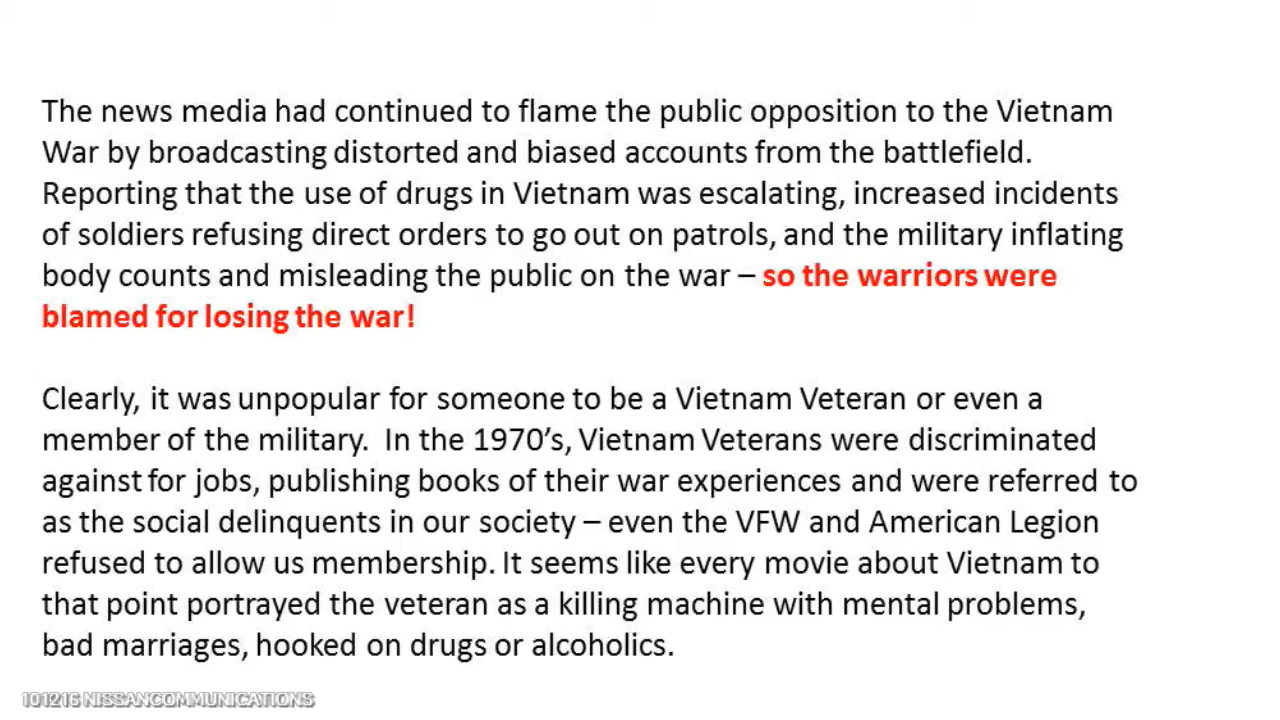 The news media had continued to flame the public opposition to the Vietnam
War by broadcasting distorted and biased accounts from the battlefield.
Reporting that the use of drugs in Vietnam was escalating, increased incidents
of soldiers refusing direct orders to go out on patrols, and the military inflating
body counts and misleading the public on the war – so the warriors were
blamed for losing the war!
Clearly, it was unpopular for someone to be a Vietnam Veteran or even a
member of the military.  In the 1970's, Vietnam Veterans were discriminated
against for jobs, publishing books of their war experiences and were referred to
as the social delinquents in our society – even the VFW and American Legion
refused to allow us membership. It seems like every movie about Vietnam to
that point portrayed the veteran as a killing machine with mental problems,
bad marriages, hooked on drugs or alcoholics.
101216 NISSANCOMMUNICATIONS